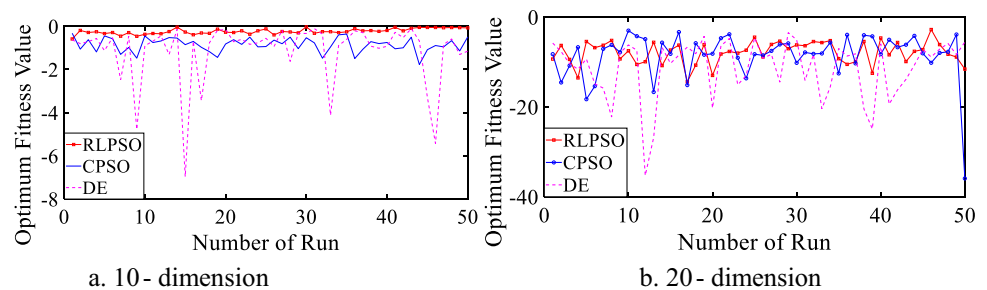 Optimum Fitness Value
0
-2
-4
-6
-8
RLPSO
CPSO
DE
0 10 20 30 40 50
Number of Run
a. 10 - dimension
Optimum Fitness Value
0
-20
-40
RLPSO
CPSO
DE
0 10 20 30 40 50
Number of Run
b. 20 - dimension